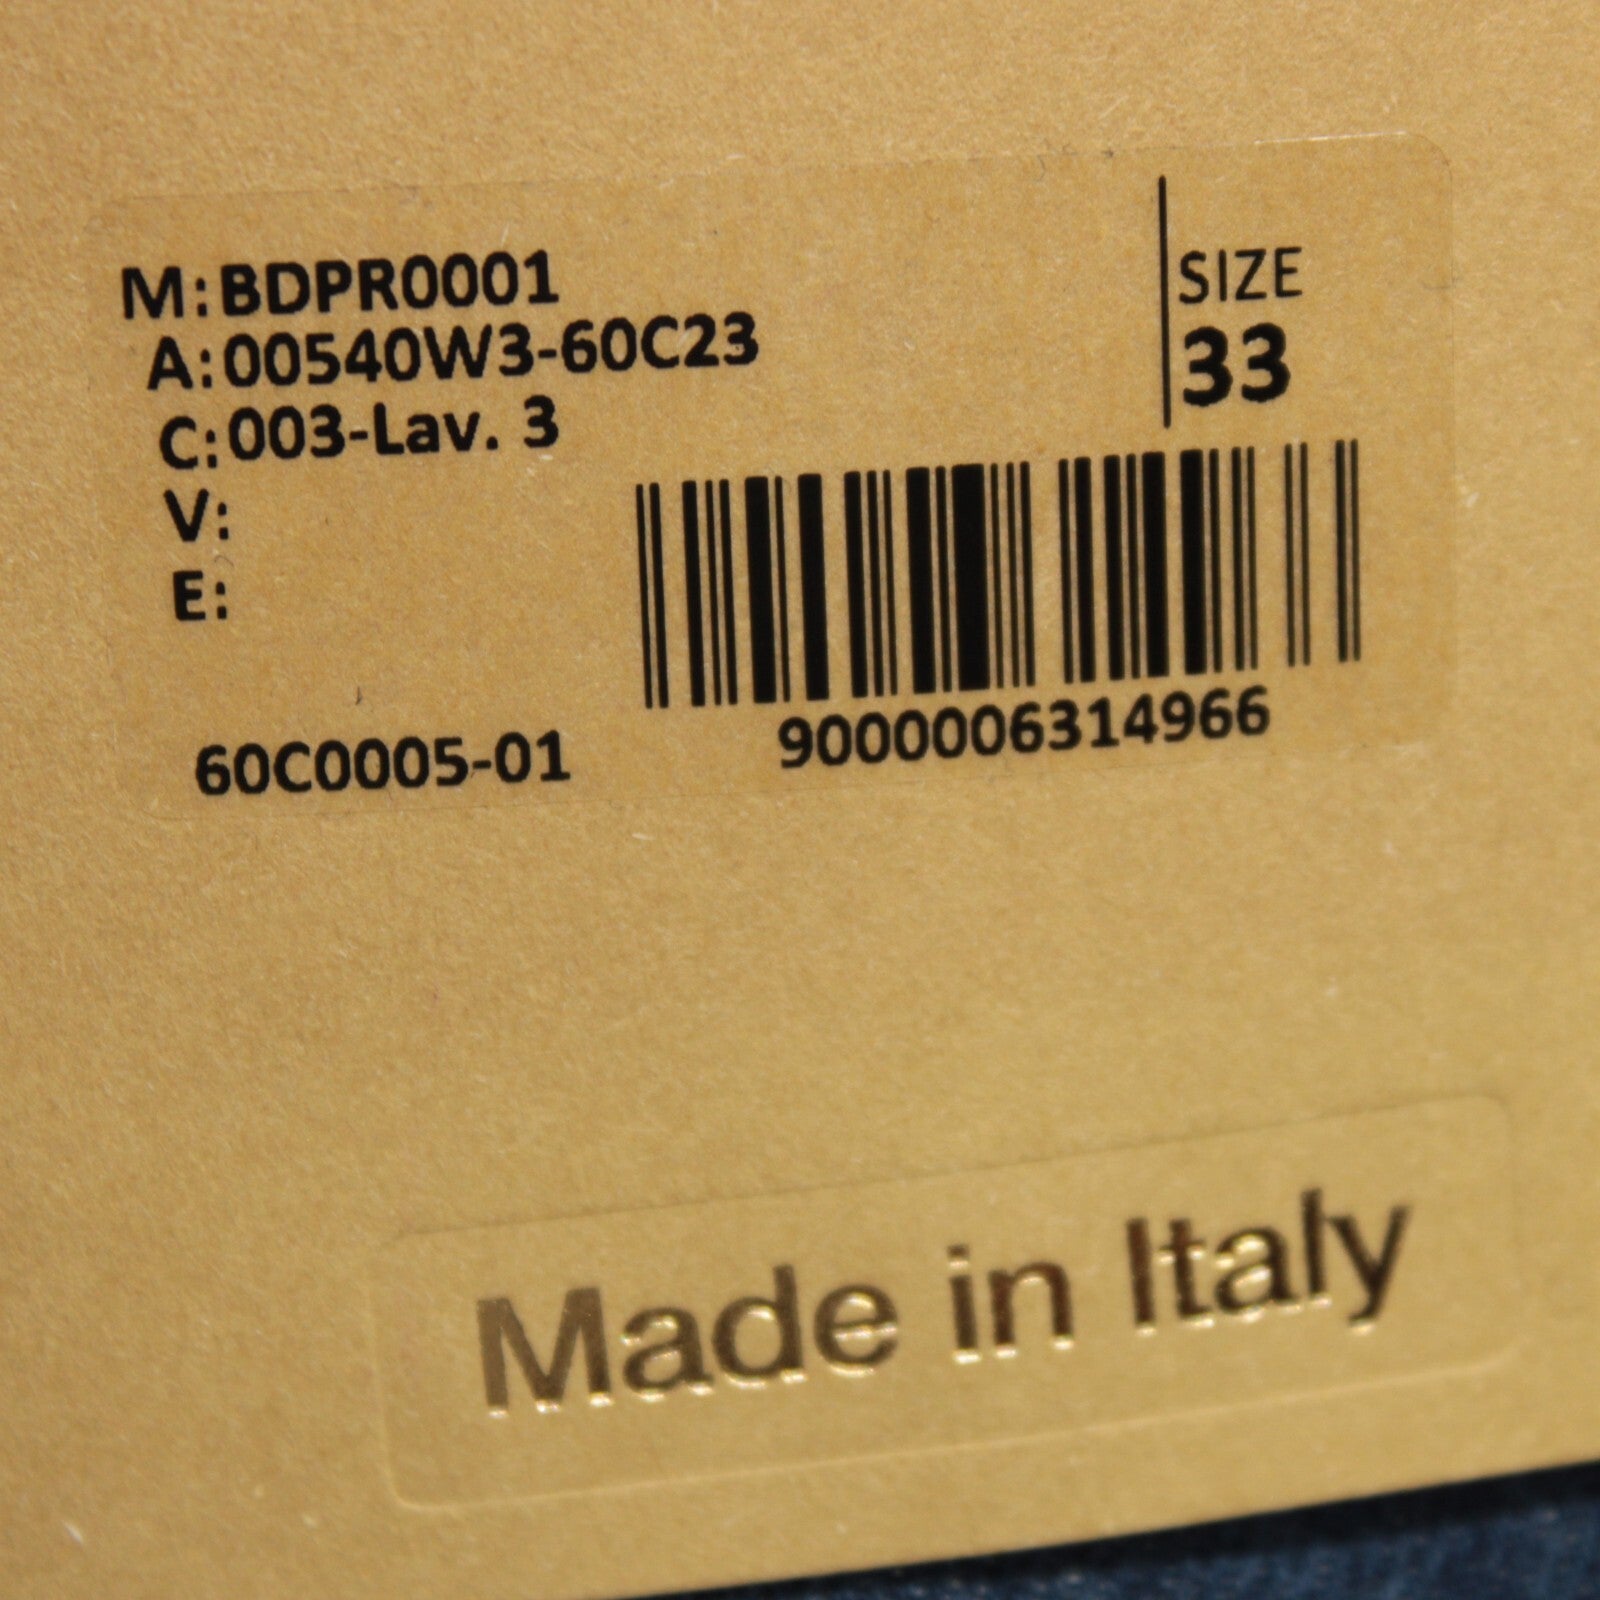 M: BDPR0001
A: 00540W3-60C23
C: 003-Lav. 3
V:
E:
SIZE
33
60C0005-01
9000006314966
Made in Italy